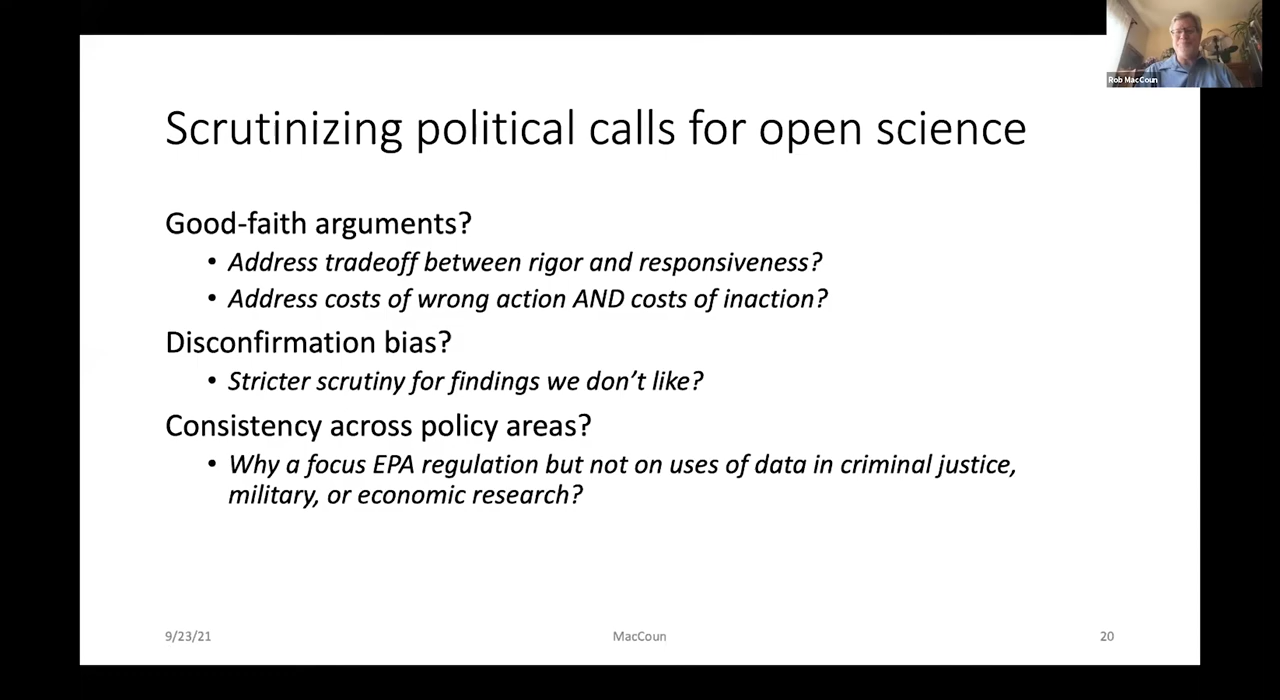 Rob MacCoun
Scrutinizing political calls for open science
Good-faith arguments?
• Address tradeoff between rigor and responsiveness?
• Address costs of wrong action AND costs of inaction?
Disconfirmation bias?
• Stricter scrutiny for findings we don’t like?
Consistency across policy areas?
• Why a focus EPA regulation but not on uses of data in criminal justice,
military, or economic research?
9/23/21
MacCoun
20